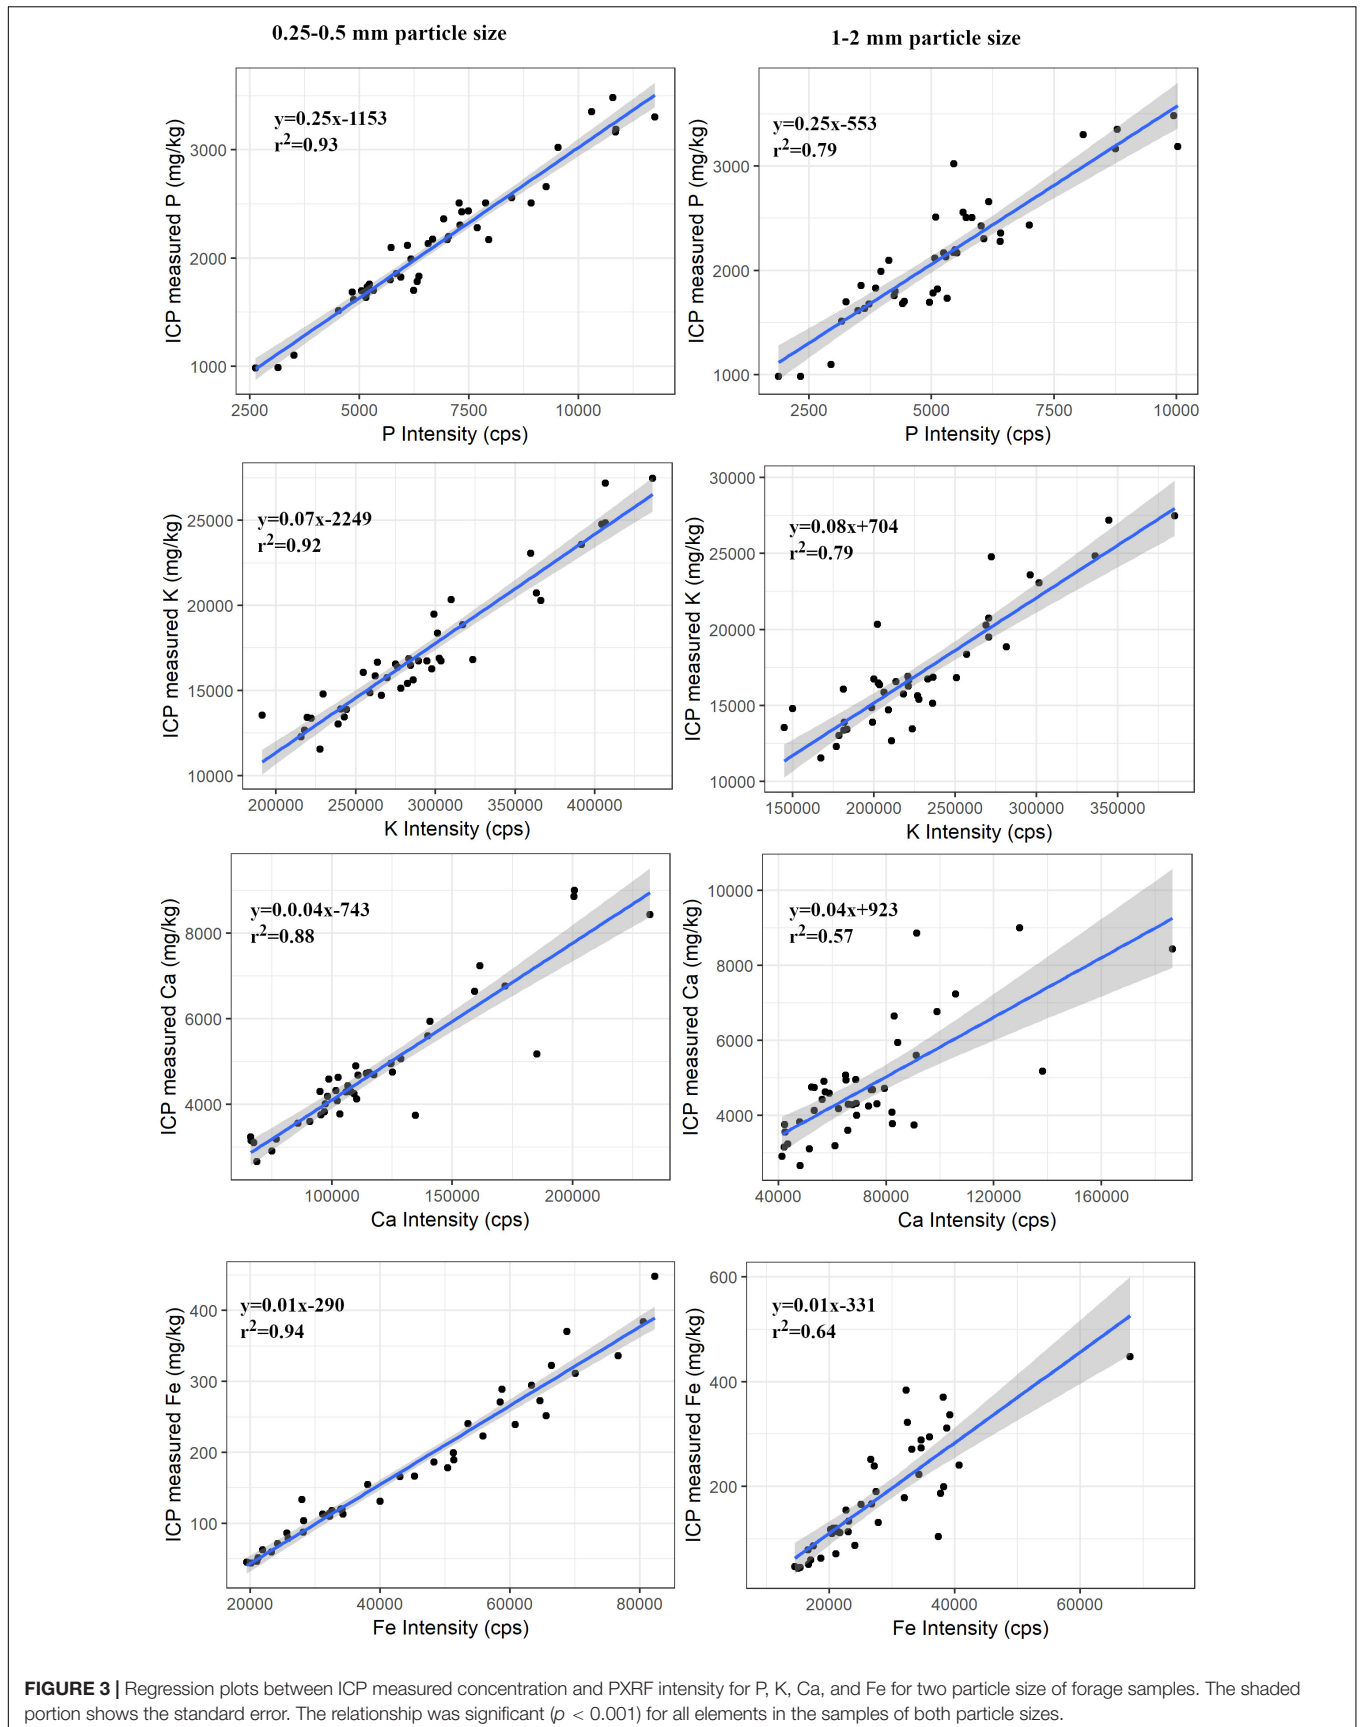 0.25-0.5 mm particle size
1-2 mm particle size
ICP measured P (mg/kg)
y=0.25x-1153
r²=0.93
3000
2000
1000
2500 5000 7500 10000
P Intensity (cps)
ICP measured P (mg/kg)
y=0.25x-553
r²=0.79
3000
2000
1000
2500 5000 7500 10000
P Intensity (cps)
ICP measured K (mg/kg)
y=0.07x-2249
r²=0.92
25000
20000
15000
10000
200000 250000 300000 350000 400000
K Intensity (cps)
ICP measured K (mg/kg)
30000
y=0.08x+704
r²=0.79
25000
20000
15000
10000
150000 200000 250000 300000 350000
K Intensity (cps)
ICP measured Ca (mg/kg)
y=0.0.04x-743
r²=0.88
8000
6000
4000
100000 150000 200000
Ca Intensity (cps)
ICP measured Ca (mg/kg)
10000
y=0.04x+923
r²=0.57
8000
6000
4000
40000 80000 120000 160000
Ca Intensity (cps)
ICP measured Fe (mg/kg)
y=0.01x-290
r²=0.94
400
300
200
100
20000 40000 60000 80000
Fe Intensity (cps)
ICP measured Fe (mg/kg)
600
y=0.01x-331
r²=0.64
400
200
20000 40000 60000
Fe Intensity (cps)
FIGURE 3 | Regression plots between ICP measured concentration and PXRF intensity for P, K, Ca, and Fe for two particle size of forage samples. The shaded
portion shows the standard error. The relationship was significant (p < 0.001) for all elements in the samples of both particle sizes.